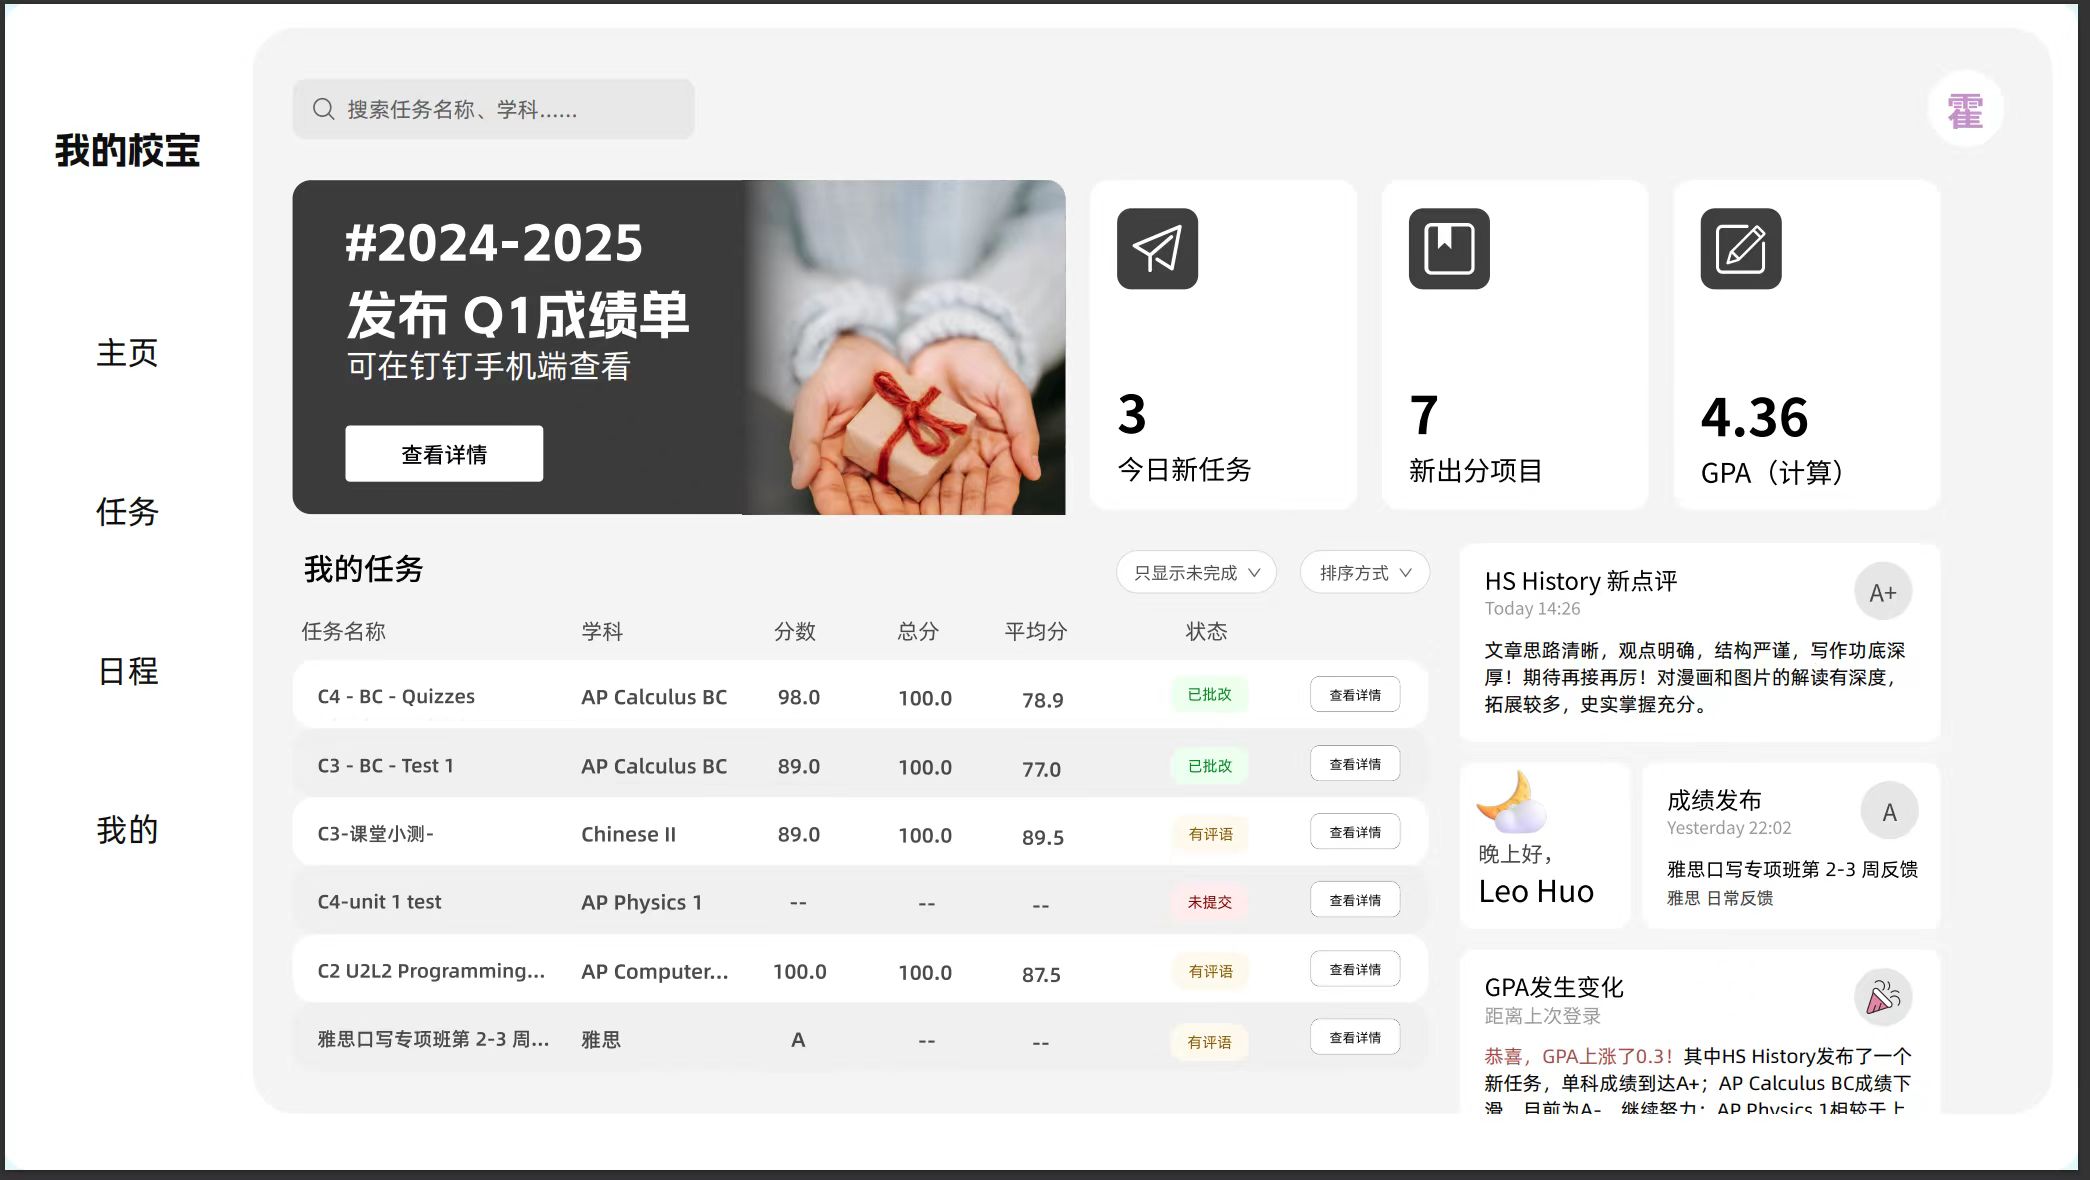 搜索任务名称、学科......
霍
我的校宝
主页
任务
日程
我的
#2024-2025
发布 Q1成绩单
可在钉钉手机端查看
查看详情
3
今日新任务
7
新出分项目
4.36
GPA（计算）
我的任务
只显示未完成
排序方式
任务名称 学科 分数 总分 平均分 状态
C4 - BC - Quizzes AP Calculus BC 98.0 100.0 78.9 已批改 查看详情
C3 - BC - Test 1 AP Calculus BC 89.0 100.0 77.0 已批改 查看详情
C3-课堂小测- Chinese II 89.0 100.0 89.5 有评语 查看详情
C4-unit 1 test AP Physics 1 -- -- -- 未提交 查看详情
C2 U2L2 Programming... AP Computer... 100.0 100.0 87.5 有评语 查看详情
雅思口写专项班第 2-3 周... 雅思 A -- -- 有评语 查看详情
HS History 新点评
Today 14:26
A+
文章思路清晰，观点明确，结构严谨，写作功底深
厚！期待再接再厉！对漫画和图片的解读有深度，
拓展较多，史实掌握充分。
晚上好，
Leo Huo
成绩发布
Yesterday 22:02
A
雅思口写专项班第 2-3 周反馈
雅思 日常反馈
GPA发生变化
距离上次登录
恭喜，GPA上涨了0.3！其中HS History发布了一个
新任务，单科成绩到达A+；AP Calculus BC成绩下
滑，目前为A-，继续努力；AP Physics 1相较于上